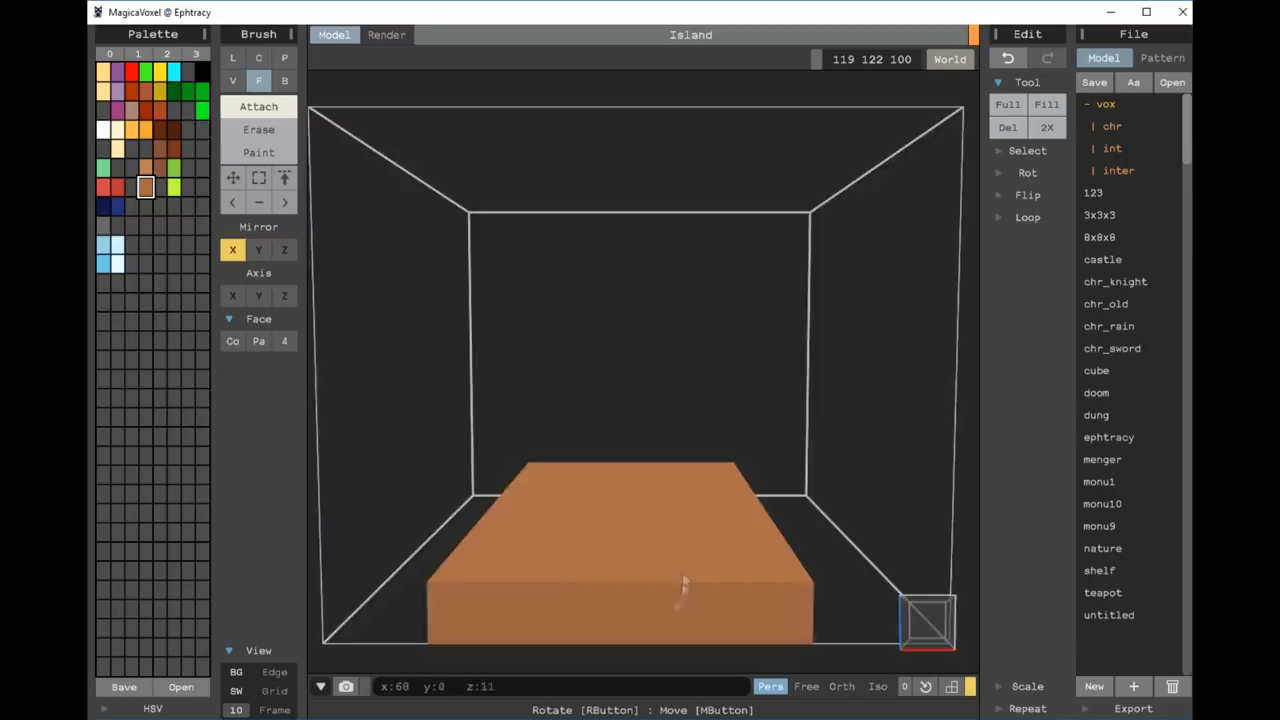 MagicaVoxel @ Ephtracy
Palette
0 1 2 3
Save Open
HSV
Brush
L C P
V F B
Attach
Erase
Paint
Mirror
X Y Z
Axis
X Y Z
Face
Co Pa 4
View
BG Edge
SW Grid
10 Frame
Model Render Island
119 122 100 World
x:68 y:0 z:11
Pers Free Orth Iso 0
Rotate [RButton] : Move [MButton]
Edit
Tool
Full Fill
Del 2X
Select
Rot
Flip
Loop
Scale
Repeat
File
Model Pattern
Save As Open
- vox
| chr
| int
| inter
123
3x3x3
8x8x8
castle
chr_knight
chr_old
chr_rain
chr_sword
cube
doom
dung
ephtracy
menger
monu1
monu10
monu9
nature
shelf
teapot
untitled
New +
Export